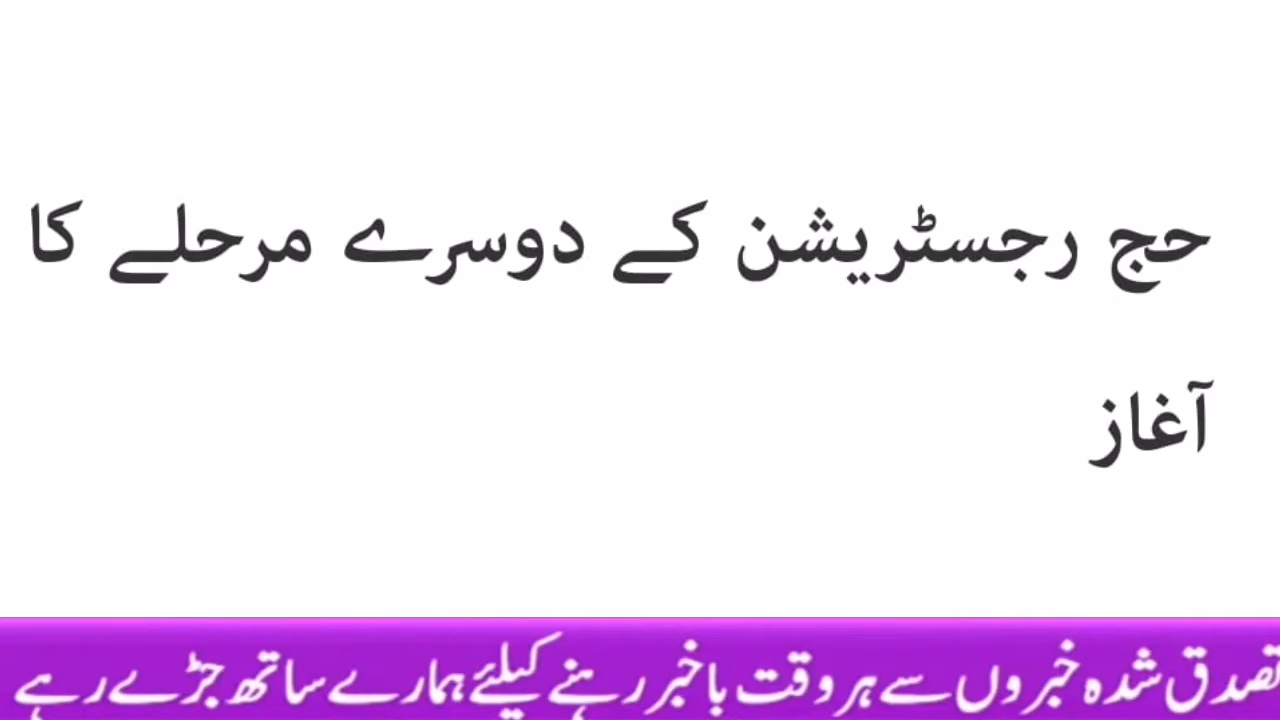 حج رجسٹریشن کے دوسرے مرحلے کا
آغاز
تصدق شدہ خبروں سے ہر وقت باخبر رہنے کیلئے ہمارے ساتھ جڑے رہے